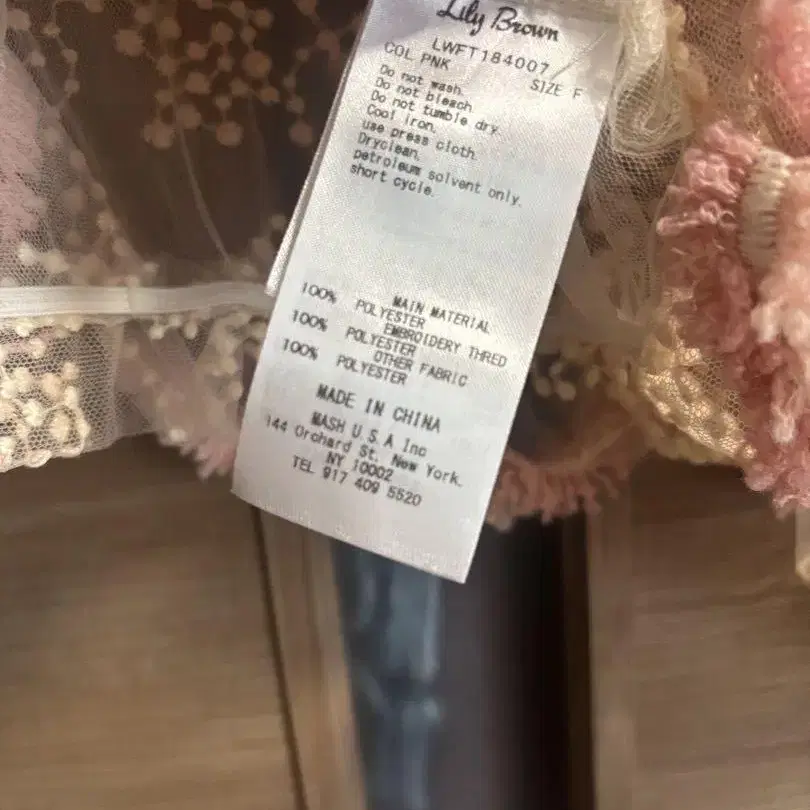 Lily Brown
LWFT184007
COL PNK SIZE F
Do not wash.
Do not bleach
Do not tumble dry.
Cool iron.
use press cloth.
Dryclean.
petroleum solvent only.
short cycle.
MAIN MATERIAL
100% POLYESTER
EMBROIDERY THRED
100% POLYESTER
OTHER FABRIC
100% POLYESTER
MADE IN CHINA
MASH U.S.A Inc
144 Orchard St. New York.
NY 10002
TEL 917 409 5520